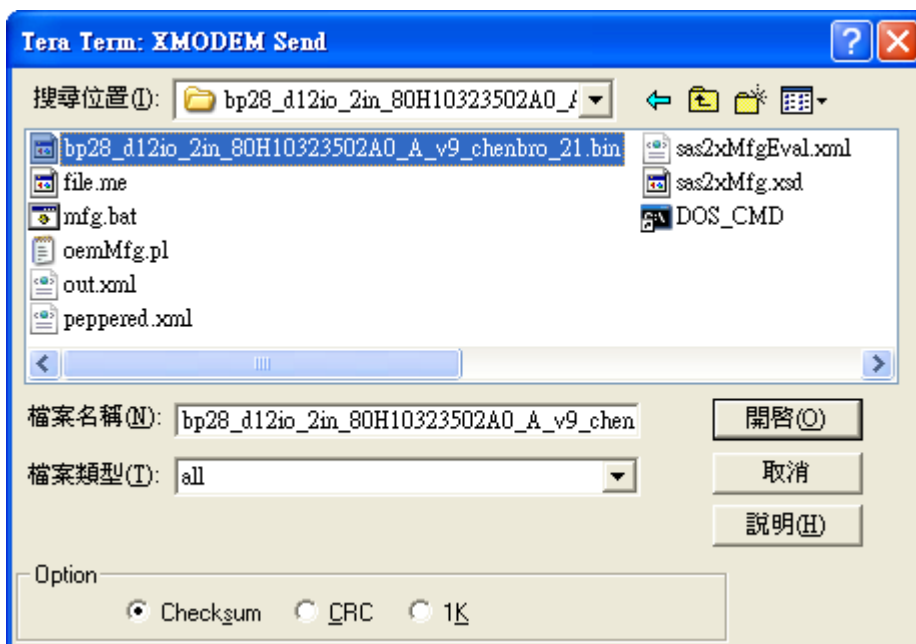 Tera Term: XMODEM Send
搜尋位置(I): bp28_d12io_2in_80H10323502A0_A
bp28_d12io_2in_80H10323502A0_A_v9_chenbro_21.bin
file.me
mfg.bat
oemMfg.pl
out.xml
peppered.xml
sas2xMfgEval.xml
sas2xMfg.xsd
DOS_CMD
檔案名稱(N): bp28_d12io_2in_80H10323502A0_A_v9_chen
開啓(O)
檔案類型(T): all
取消
說明(H)
Option
Checksum CRC 1K